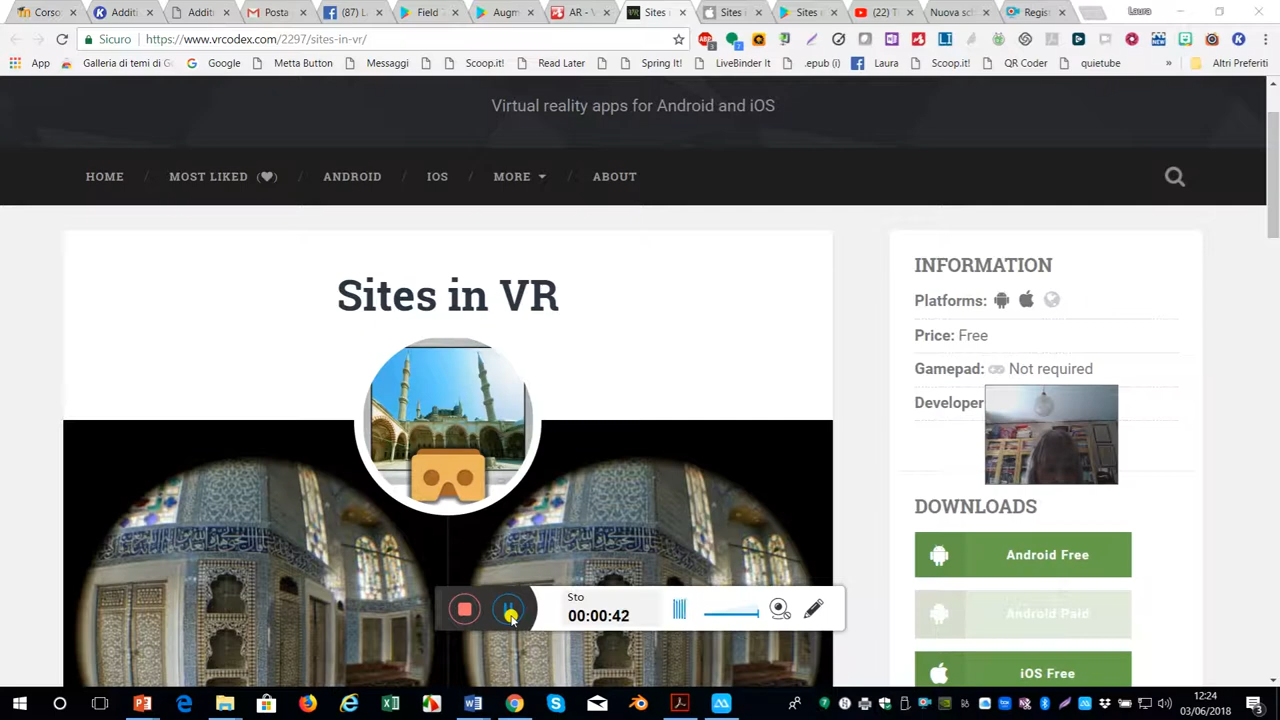 Corso
Additi
Additi
Posta
(87) L
Field
Augm
AR - V
Sites i
Sites
Sites
(22) T
Nuova sch
Regist
Laura
Sicuro
https://www.vrcodex.com/2297/sites-in-vr/
App
Galleria di temi di G
Google
Metta Button
Messaggi
Scoop.it!
Read Later
Spring It!
LiveBinder It
.epub (i)
Laura
Scoop.it!
QR Coder
quietube
»
Altri Preferiti
Virtual reality apps for Android and iOS
HOME / MOST LIKED (❤) / ANDROID / IOS / MORE / ABOUT
Sites in VR
INFORMATION
Platforms:
Price: Free
Gamepad: Not required
Developer
DOWNLOADS
Android Free
Android Paid
iOS Free
Sto
00:00:42
12:24
03/06/2018